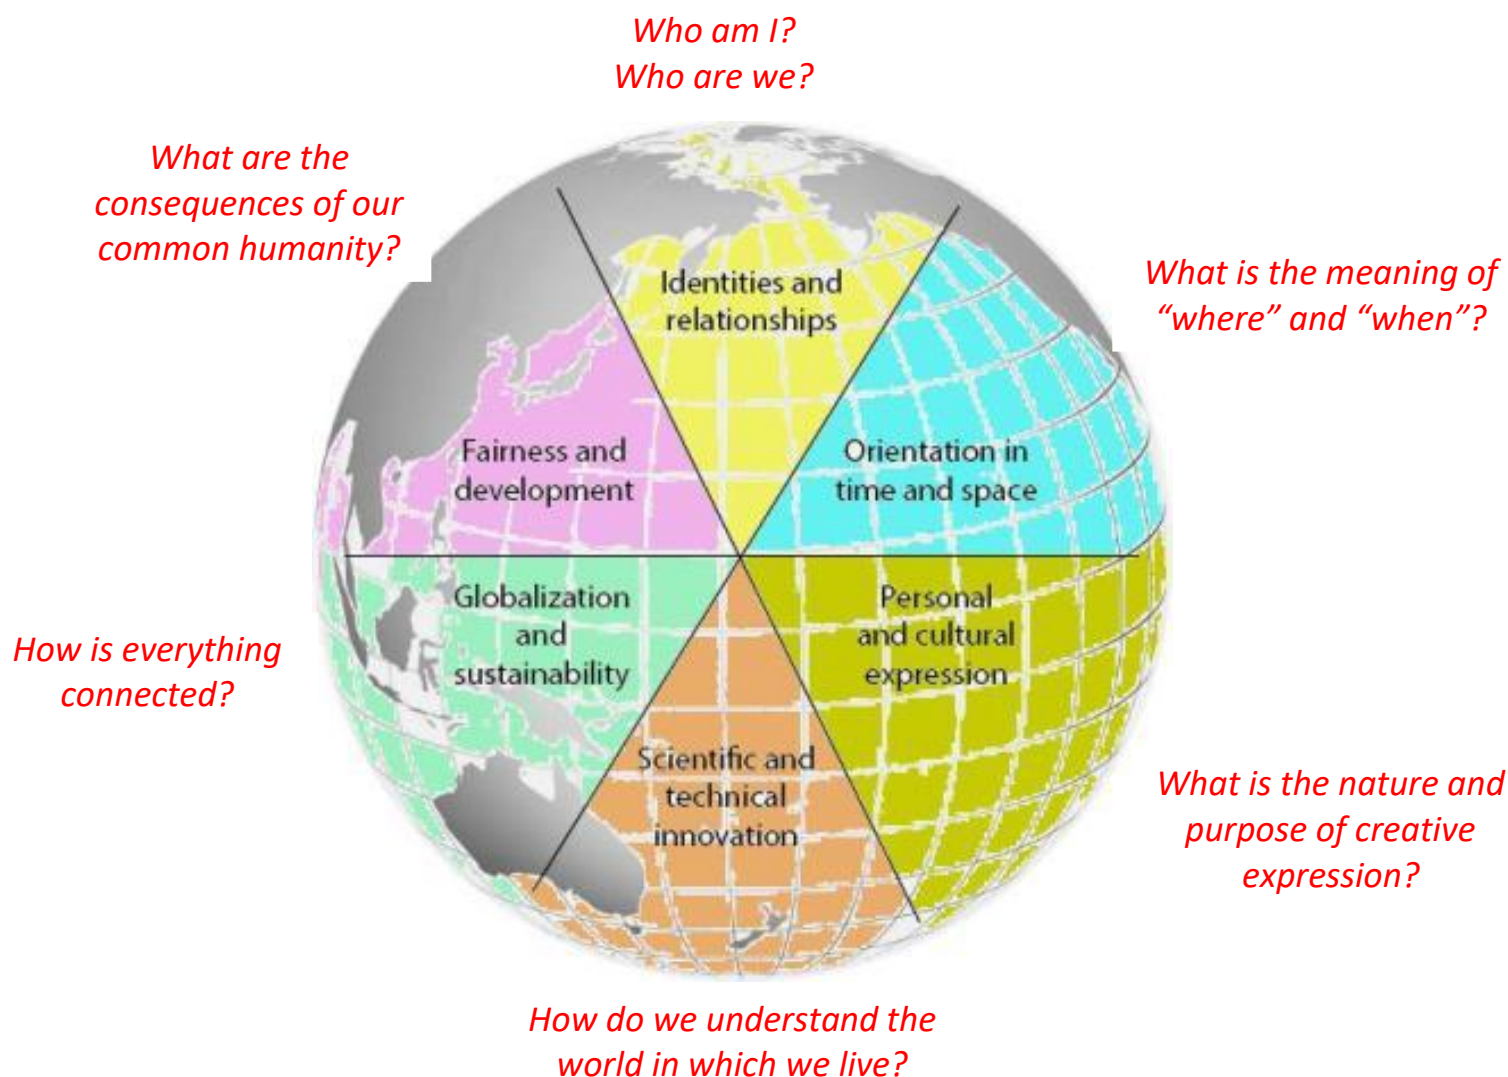 Who am I?
Who are we?
What are the
consequences of our
common humanity?
What is the meaning of
“where” and “when”?
Identities and
relationships
Fairness and
development
Orientation in
time and space
Globalization
and
sustainability
Personal
and cultural
expression
How is everything
connected?
Scientific and
technical
innovation
What is the nature and
purpose of creative
expression?
How do we understand the
world in which we live?